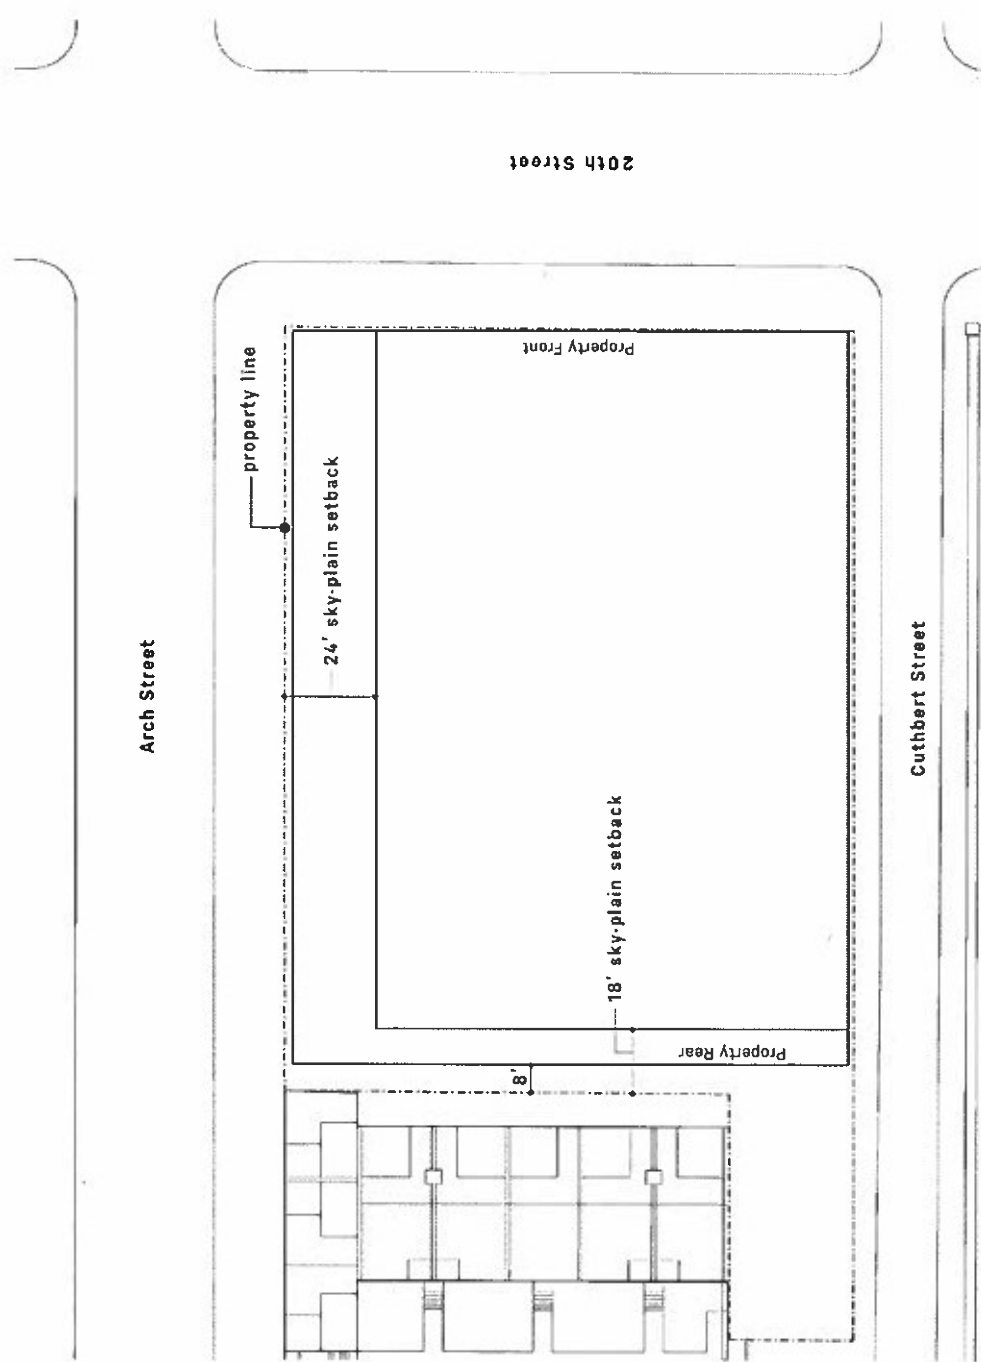 20th Street
Property Front
property line
24' sky-plain setback
Arch Street
Cuthbert Street
18' sky-plain setback
Property Rear
8'